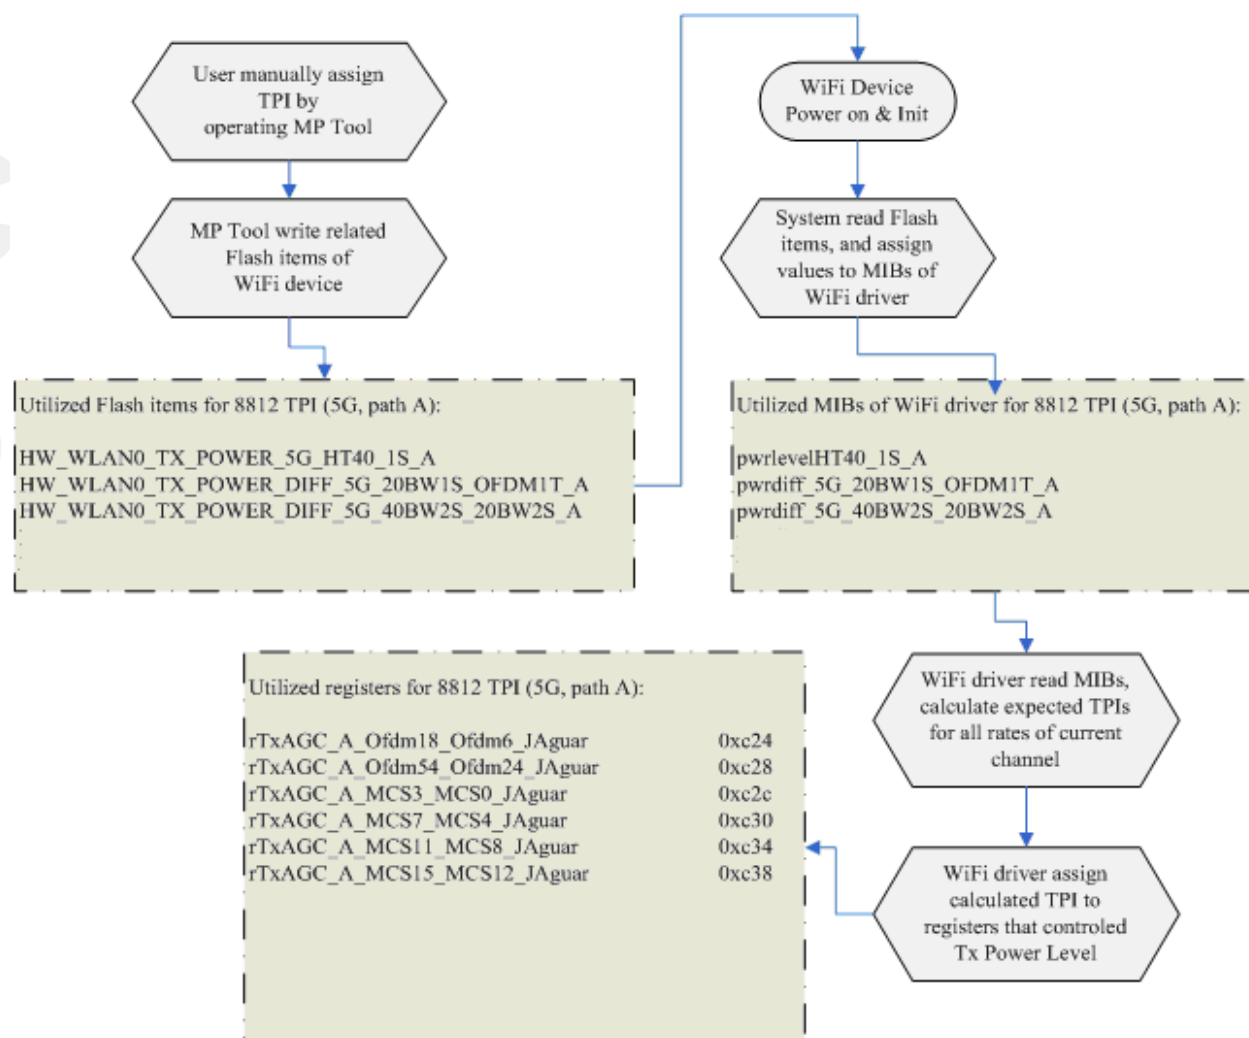 User manually assign
TPI by
operating MP Tool
MP Tool write related
Flash items of
WiFi device
Utilized Flash items for 8812 TPI (5G, path A):
HW_WLAN0_TX_POWER_5G_HT40_1S_A
HW_WLAN0_TX_POWER_DIFF_5G_20BW1S_OFDM1T_A
HW_WLAN0_TX_POWER_DIFF_5G_40BW2S_20BW2S_A
WiFi Device
Power on & Init
System read Flash
items, and assign
values to MIBs of
WiFi driver
Utilized MIBs of WiFi driver for 8812 TPI (5G, path A):
pwrlevelHT40_1S_A
pwrdiff_5G_20BW1S_OFDM1T_A
pwrdiff_5G_40BW2S_20BW2S_A
WiFi driver read MIBs,
calculate expected TPIs
for all rates of current
channel
WiFi driver assign
calculated TPI to
registers that controled
Tx Power Level
Utilized registers for 8812 TPI (5G, path A):
rTxAGC_A_Ofdm18_Ofdm6_JAguar 0xc24
rTxAGC_A_Ofdm54_Ofdm24_JAguar 0xc28
rTxAGC_A_MCS3_MCS0_JAguar 0xc2c
rTxAGC_A_MCS7_MCS4_JAguar 0xc30
rTxAGC_A_MCS11_MCS8_JAguar 0xc34
rTxAGC_A_MCS15_MCS12_JAguar 0xc38